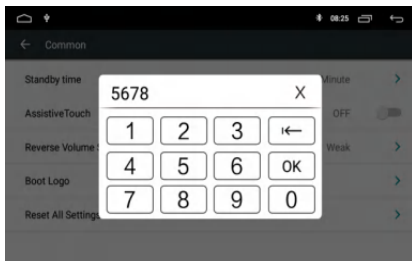 08:25
Common
Standby time
Minute
5678 X
AssistiveTouch
OFF
1 2 3
Reverse Volume
Weak
4 5 6 OK
Boot Logo
7 8 9 0
Reset All Settings